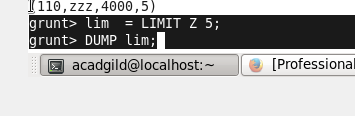 (110,zzz,4000,5)
grunt> lim  = LIMIT Z 5;
grunt> DUMP lim;
acadgild@localhost:~
[Professional